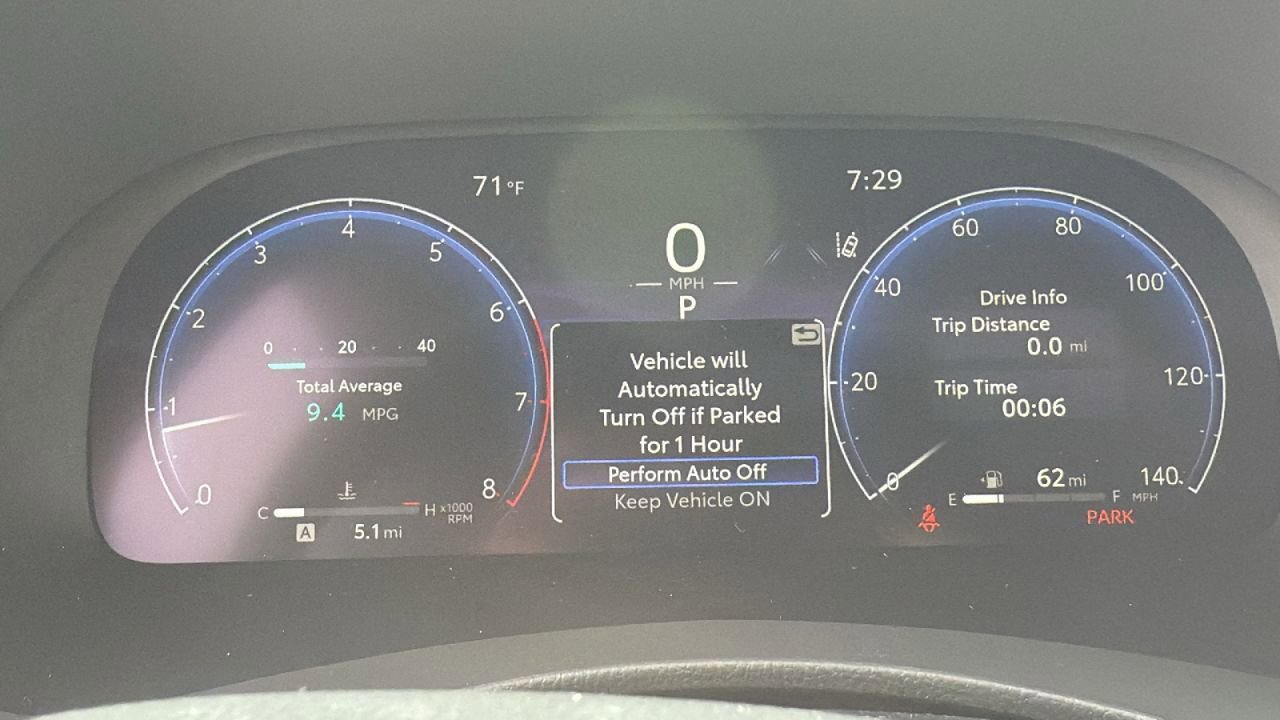 71°F
7:29
0
MPH
P
0
1
2
3
4
5
6
7
8
x1000
RPM
0 20 40
Total Average
9.4 MPG
C H
A 5.1 mi
Vehicle will
Automatically
Turn Off if Parked
for 1 Hour
Perform Auto Off
Keep Vehicle ON
0
20
40
60
80
100
120
140
MPH
Drive Info
Trip Distance
0.0 mi
Trip Time
00:06
62 mi
E F
PARK